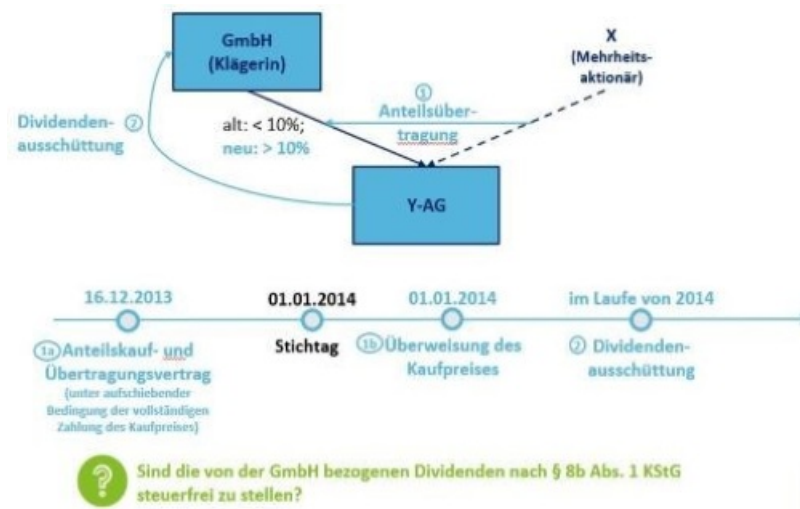 GmbH
(Klägerin)
X
(Mehrheits-
aktionär)
①
Anteilsüber-
tragung
Dividenden- ②
ausschüttung
alt: < 10%;
neu: > 10%
Y-AG
16.12.2013
01.01.2014
01.01.2014
im Laufe von 2014
1a Anteilskauf- und
Übertragungsvertrag
(unter aufschiebender
Bedingung der vollständigen
Zahlung des Kaufpreises)
Stichtag
1b Überweisung des
Kaufpreises
② Dividenden-
ausschüttung
?
Sind die von der GmbH bezogenen Dividenden nach § 8b Abs. 1 KStG
steuerfrei zu stellen?